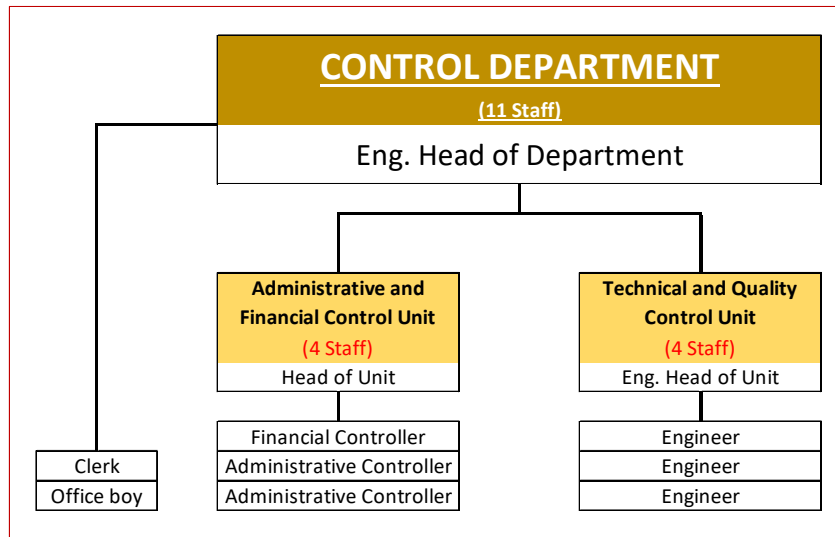 CONTROL DEPARTMENT
(11 Staff)
Eng. Head of Department
Administrative and
Financial Control Unit
(4 Staff)
Head of Unit
Technical and Quality
Control Unit
(4 Staff)
Eng. Head of Unit
Clerk
Office boy
Financial Controller
Administrative Controller
Administrative Controller
Engineer
Engineer
Engineer